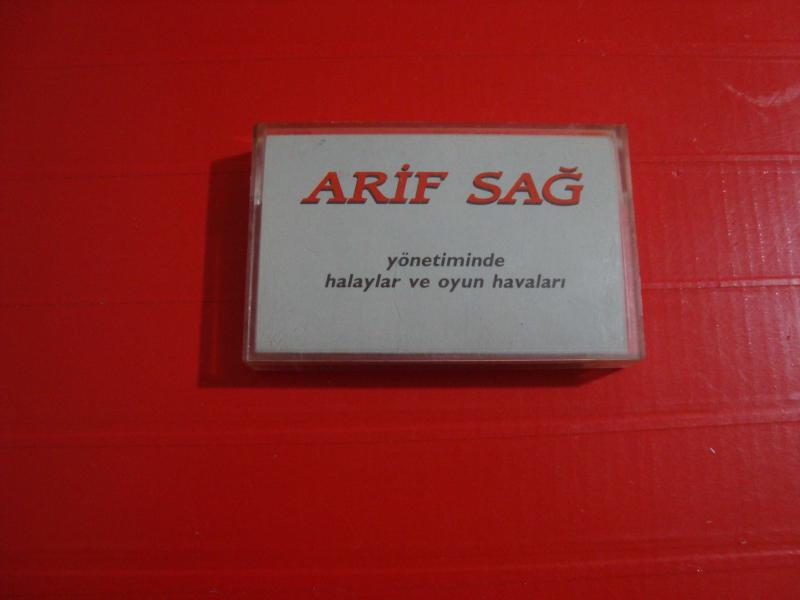 ARİF SAĞ
yönetiminde
halaylar ve oyun havaları